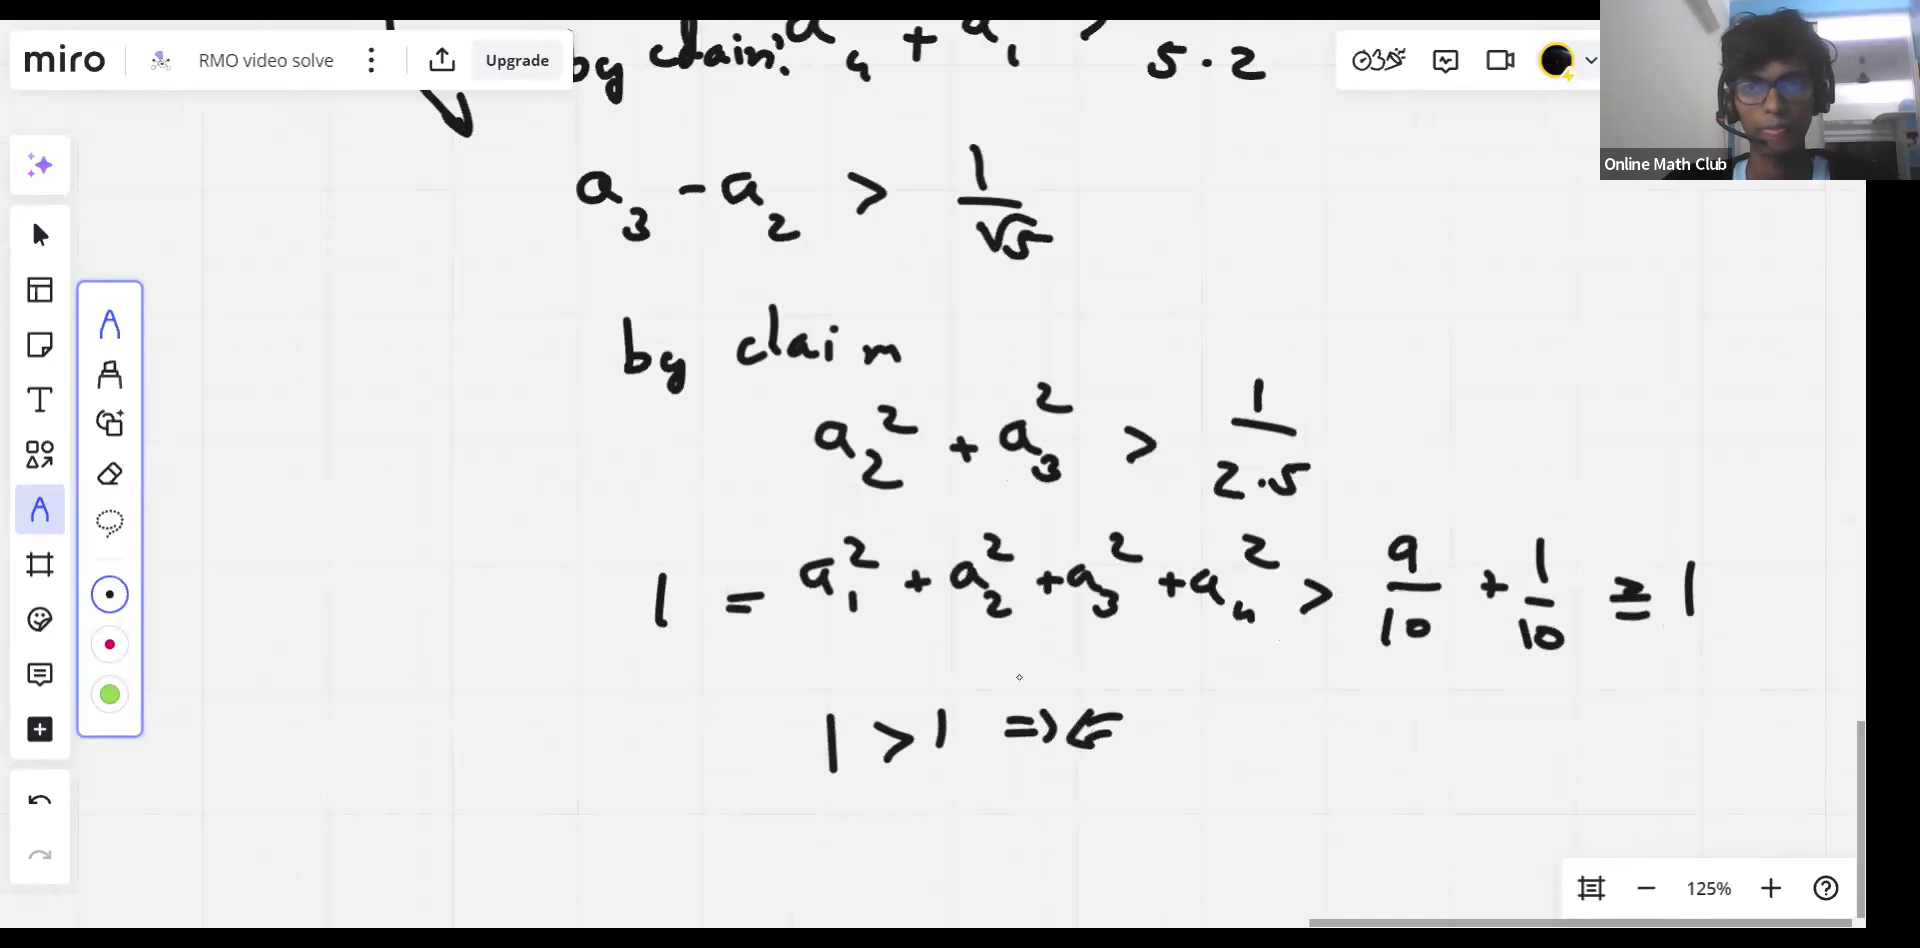 miro RMO video solve Upgrade
by claim: a₄ + a₁ > 5·2
Online Math Club
a₃ - a₂ > 1/√5
by claim
a₂² + a₃² > 1/2·5
1 = a₁² + a₂² + a₃² + a₄² > 9/10 + 1/10 ≥ 1
1 > 1 ⇒⇐
125%